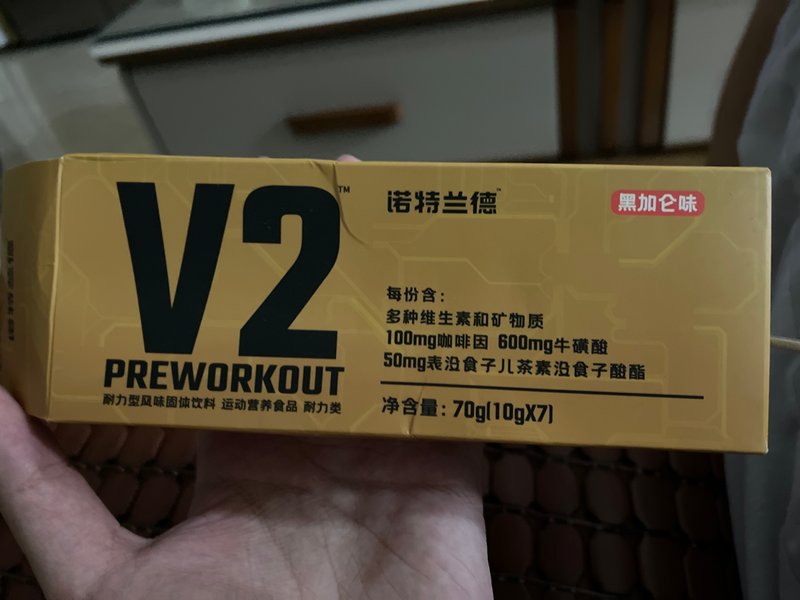 V2™
PREWORKOUT
耐力型风味固体饮料 运动营养食品 耐力类
诺特兰德™
黑加仑味
每份含：
多种维生素和矿物质
100mg咖啡因 600mg牛磺酸
50mg表没食子儿茶素没食子酸酯
净含量：70g(10gX7)